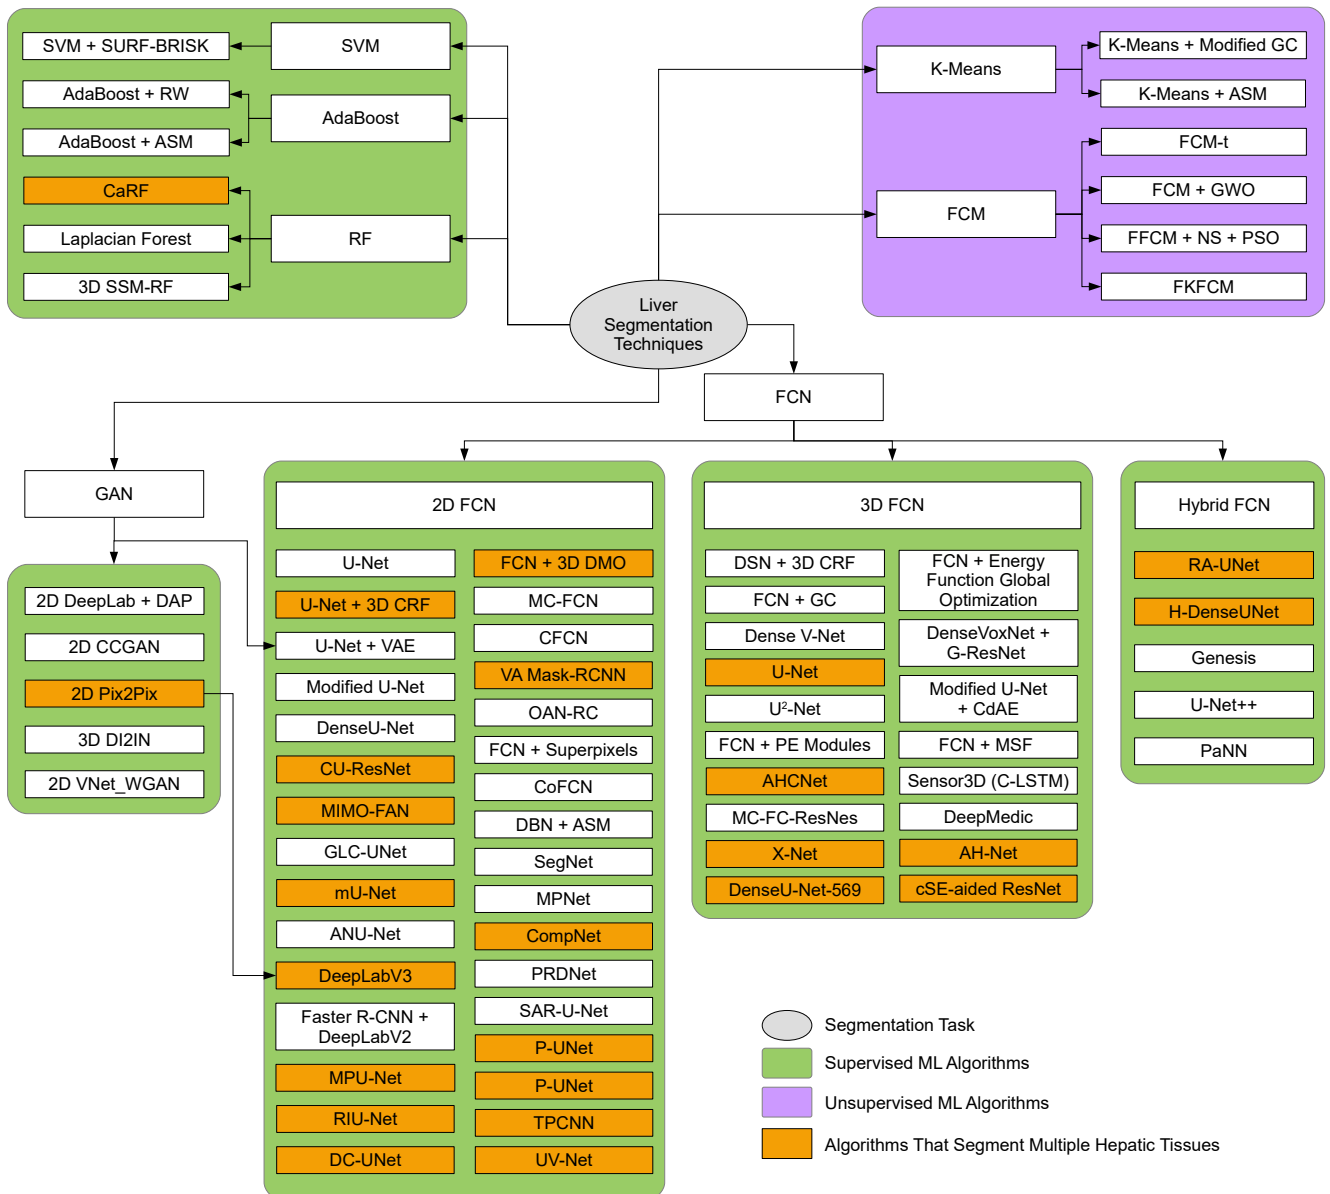 SVM + SURF-BRISK
SVM
AdaBoost + RW
AdaBoost
AdaBoost + ASM
CaRF
Laplacian Forest
RF
3D SSM-RF
K-Means
K-Means + Modified GC
K-Means + ASM
FCM
FCM-t
FCM + GWO
FFCM + NS + PSO
FKFCM
Liver
Segmentation
Techniques
FCN
GAN
2D DeepLab + DAP
2D CCGAN
2D Pix2Pix
3D DI2IN
2D VNet_WGAN
2D FCN
U-Net
U-Net + 3D CRF
U-Net + VAE
Modified U-Net
DenseU-Net
CU-ResNet
MIMO-FAN
GLC-UNet
mU-Net
ANU-Net
DeepLabV3
Faster R-CNN +
DeepLabV2
MPU-Net
RIU-Net
DC-UNet
FCN + 3D DMO
MC-FCN
CFCN
VA Mask-RCNN
OAN-RC
FCN + Superpixels
CoFCN
DBN + ASM
SegNet
MPNet
CompNet
PRDNet
SAR-U-Net
P-UNet
P-UNet
TPCNN
UV-Net
3D FCN
DSN + 3D CRF
FCN + GC
Dense V-Net
U-Net
U²-Net
FCN + PE Modules
AHCNet
MC-FC-ResNes
X-Net
DenseU-Net-569
FCN + Energy
Function Global
Optimization
DenseVoxNet +
G-ResNet
Modified U-Net
+ CdAE
FCN + MSF
Sensor3D (C-LSTM)
DeepMedic
AH-Net
cSE-aided ResNet
Hybrid FCN
RA-UNet
H-DenseUNet
Genesis
U-Net++
PaNN
Segmentation Task
Supervised ML Algorithms
Unsupervised ML Algorithms
Algorithms That Segment Multiple Hepatic Tissues